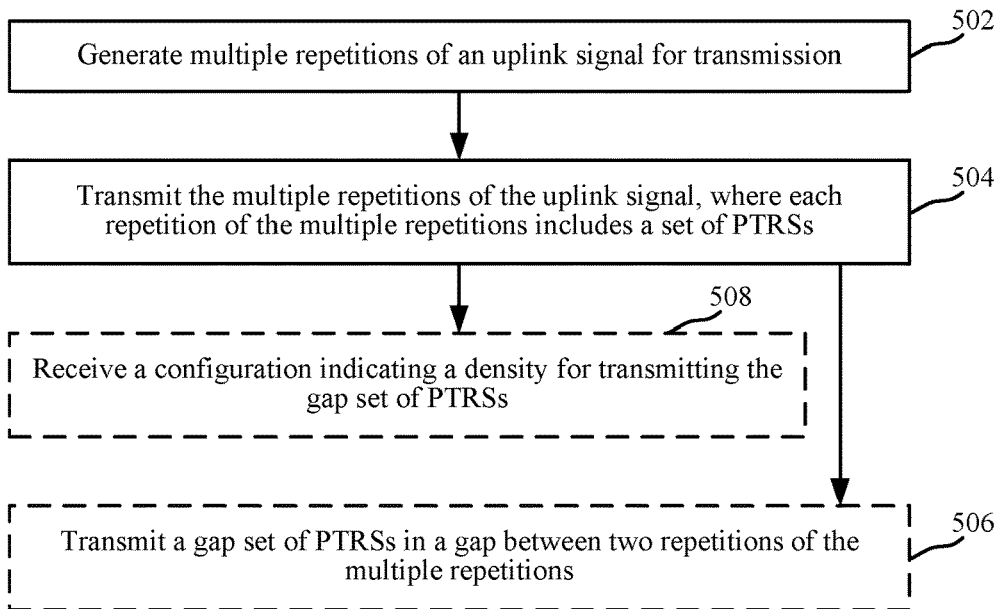 502
Generate multiple repetitions of an uplink signal for transmission
504
Transmit the multiple repetitions of the uplink signal, where each
repetition of the multiple repetitions includes a set of PTRSs
508
Receive a configuration indicating a density for transmitting the
gap set of PTRSs
506
Transmit a gap set of PTRSs in a gap between two repetitions of the
multiple repetitions